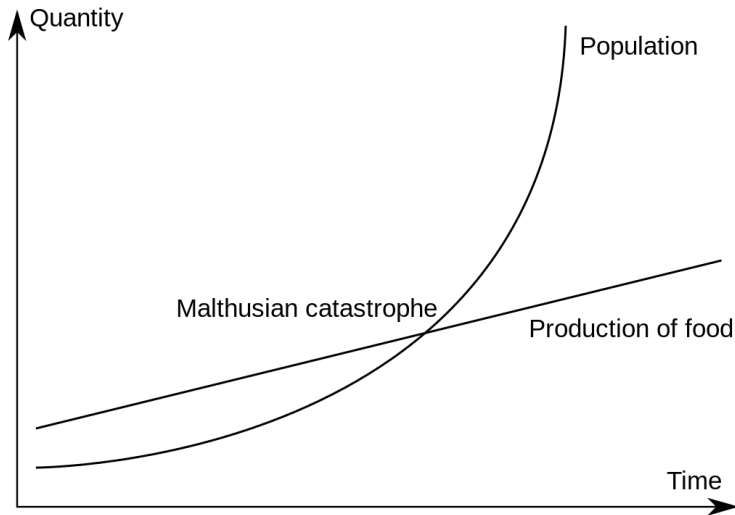 Quantity
Population
Malthusian catastrophe
Production of food
Time